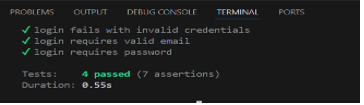 PROBLEMS OUTPUT DEBUG CONSOLE TERMINAL PORTS
✓ login fails with invalid credentials
✓ login requires valid email
✓ login requires password
Tests: 4 passed (7 assertions)
Duration: 0.55s